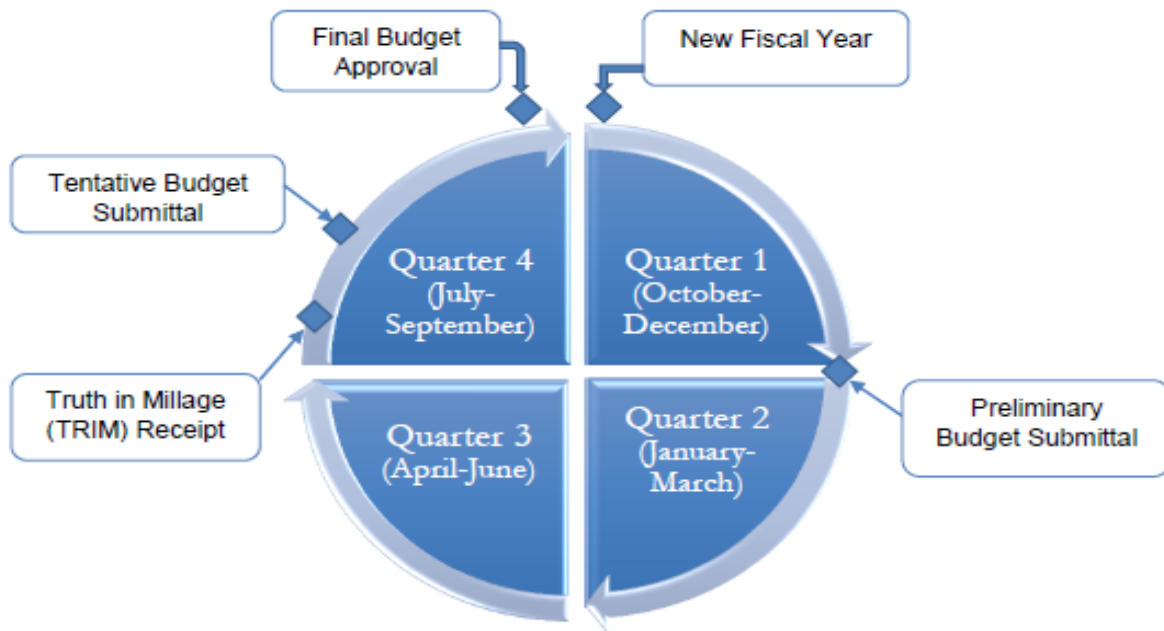 Final Budget
Approval
New Fiscal Year
Tentative Budget
Submittal
Quarter 4
(July-
September)
Quarter 1
(October-
December)
Truth in Millage
(TRIM) Receipt
Quarter 3
(April-June)
Quarter 2
(January-
March)
Preliminary
Budget Submittal